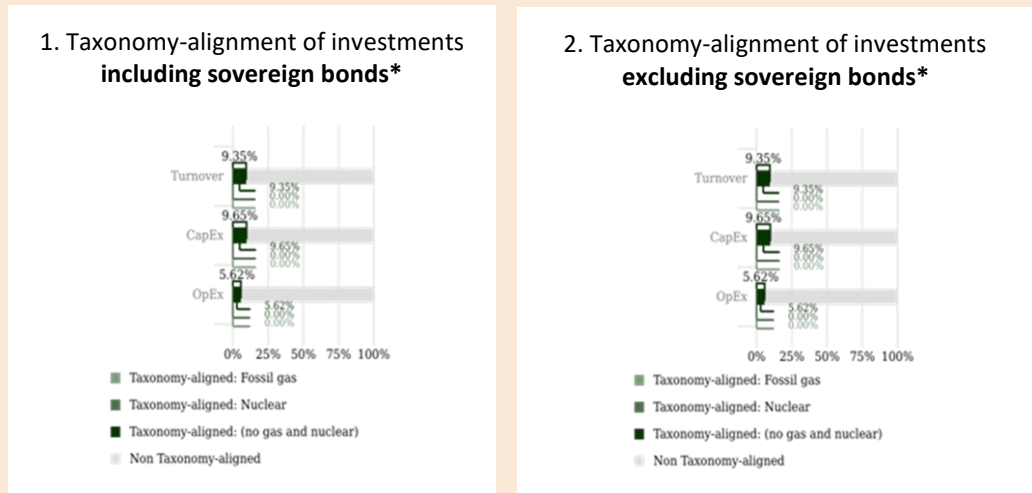 1. Taxonomy-alignment of investments
including sovereign bonds*
9.35%
Turnover
9.35%
0.00%
0.00%
9.65%
CapEx
9.65%
0.00%
0.00%
5.62%
OpEx
5.62%
0.00%
0.00%
0% 25% 50% 75% 100%
Taxonomy-aligned: Fossil gas
Taxonomy-aligned: Nuclear
Taxonomy-aligned: (no gas and nuclear)
Non Taxonomy-aligned
2. Taxonomy-alignment of investments
excluding sovereign bonds*
9.35%
Turnover
9.35%
0.00%
0.00%
9.65%
CapEx
9.65%
0.00%
0.00%
5.62%
OpEx
5.62%
0.00%
0.00%
0% 25% 50% 75% 100%
Taxonomy-aligned: Fossil gas
Taxonomy-aligned: Nuclear
Taxonomy-aligned: (no gas and nuclear)
Non Taxonomy-aligned